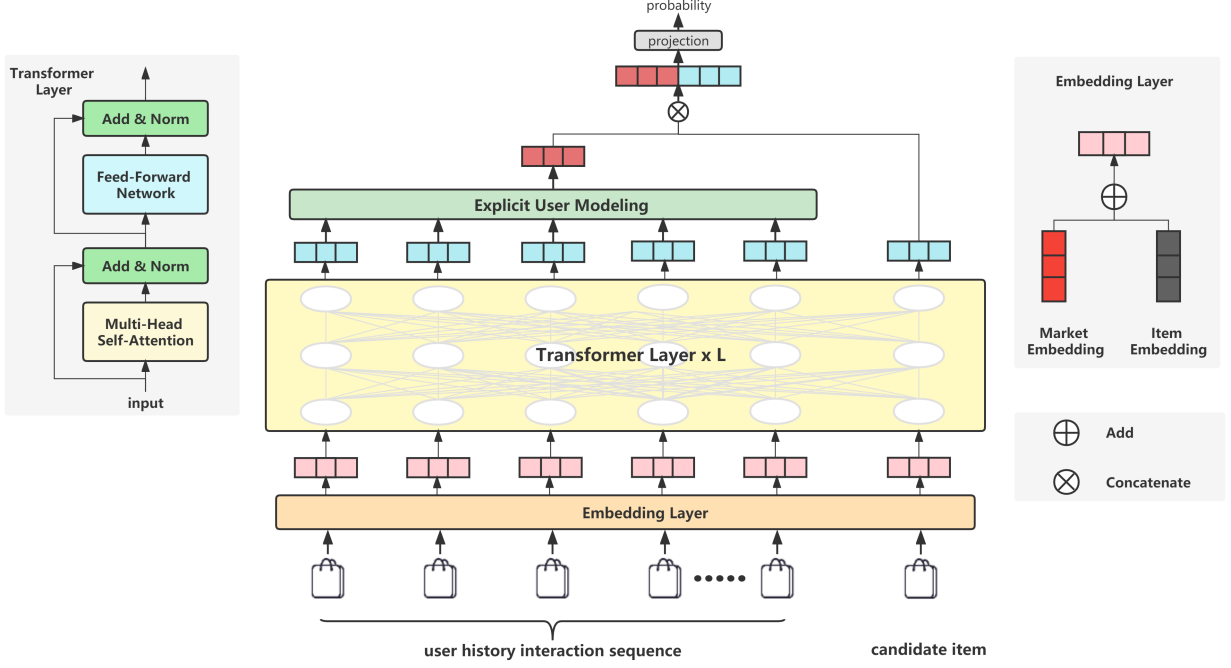 probability
projection
Transformer
Layer
Add & Norm
Feed-Forward
Network
Add & Norm
Multi-Head
Self-Attention
input
Explicit User Modeling
Transformer Layer x L
Embedding Layer
user history interaction sequence
candidate item
Embedding Layer
Market
Embedding
Item
Embedding
Add
Concatenate